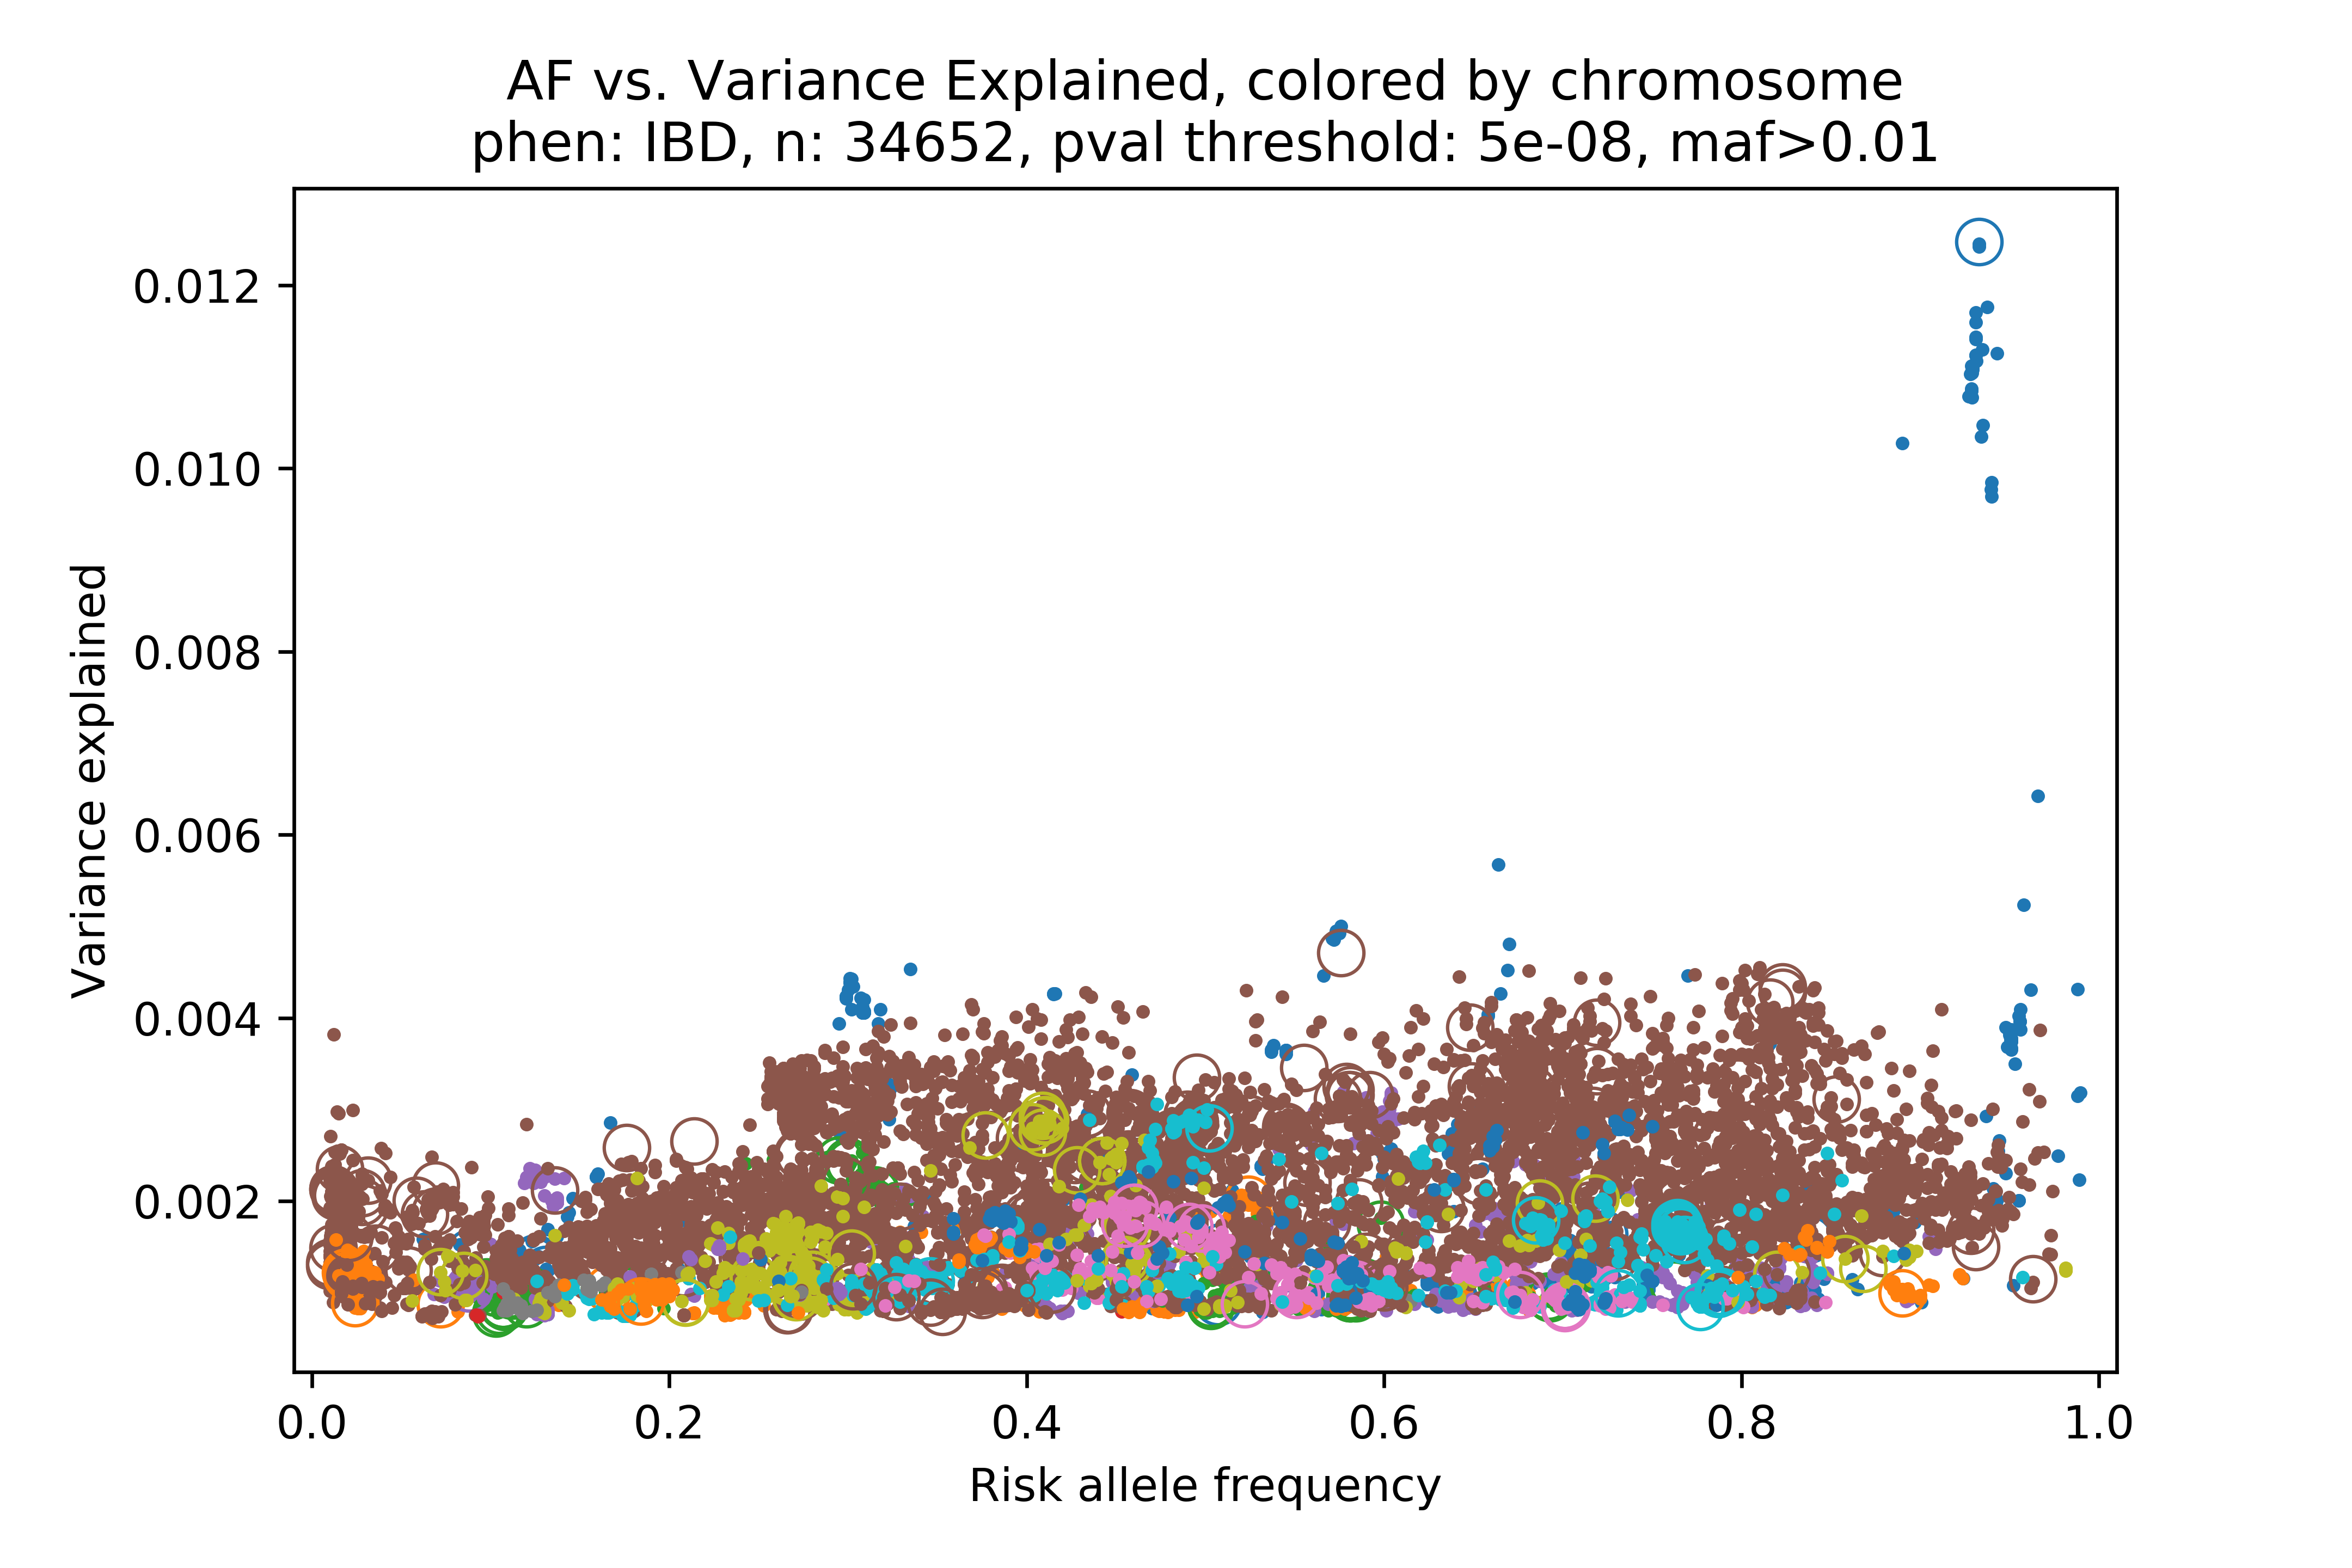 AF vs. Variance Explained, colored by chromosome
phen: IBD, n: 34652, pval threshold: 5e-08, maf>0.01
0.012
0.010
0.008
0.006
0.004
0.002
Variance explained
0.0 0.2 0.4 0.6 0.8 1.0
Risk allele frequency